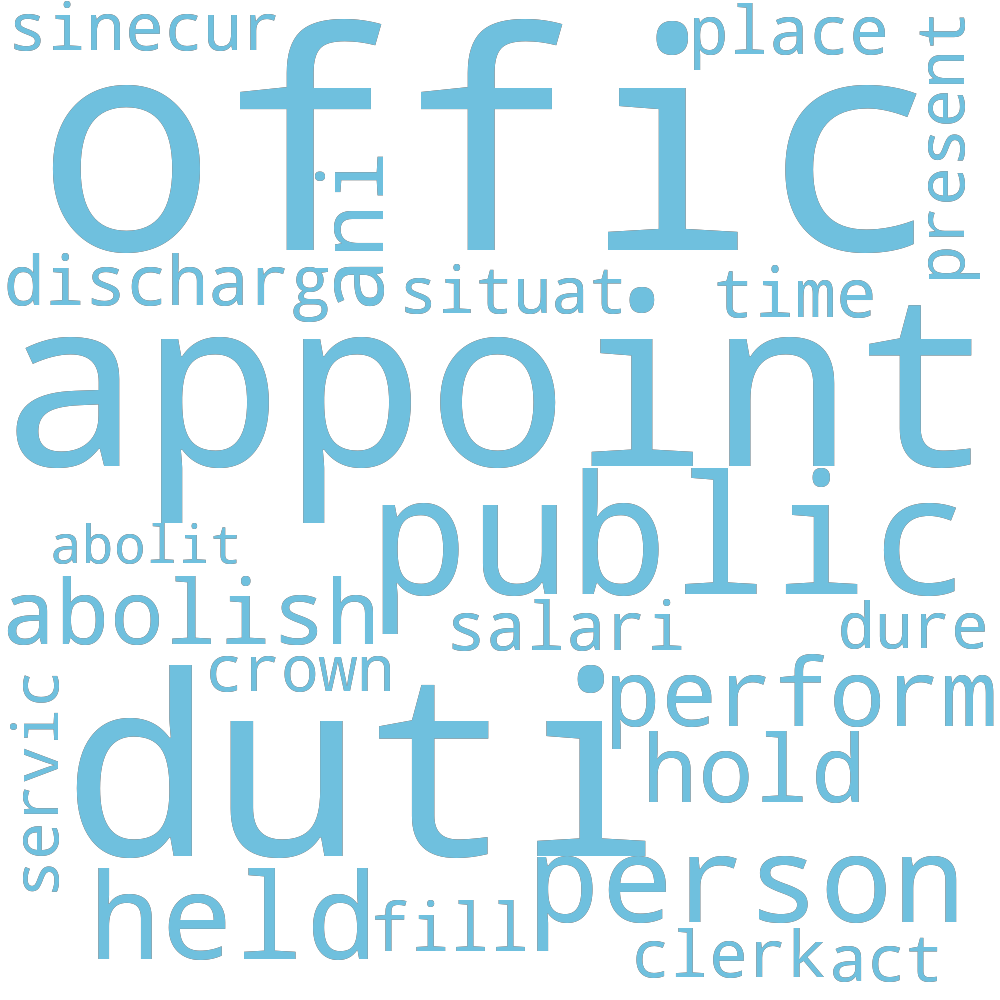 sinecur
place
offic
present
ani
discharg
situat
time
appoint
public
abolit
abolish
salari
dure
crown
perform
servic
duti
hold
person
held
fill
clerk
act